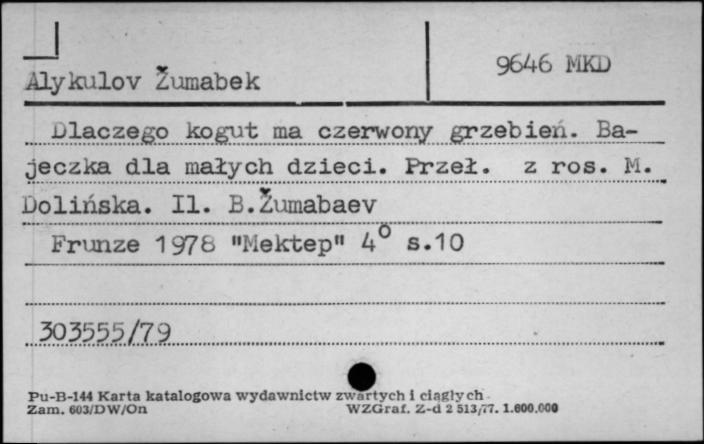 9646 MKD
Alykulov Žumabek
Dlaczego kogut ma czerwony grzebień. Ba-
jeczka dla małych dzieci. Przeł. z ros. M.
Dolińska. Il. B.Žumabaev
Frunze 1978 "Mektep" 4° s.10
303555/79
Pu-B-144 Karta katalogowa wydawnictw zwartych i ciągłych
Zam. 603/DW/On WZGraf. Z-d 2 513/77. 1.600.000